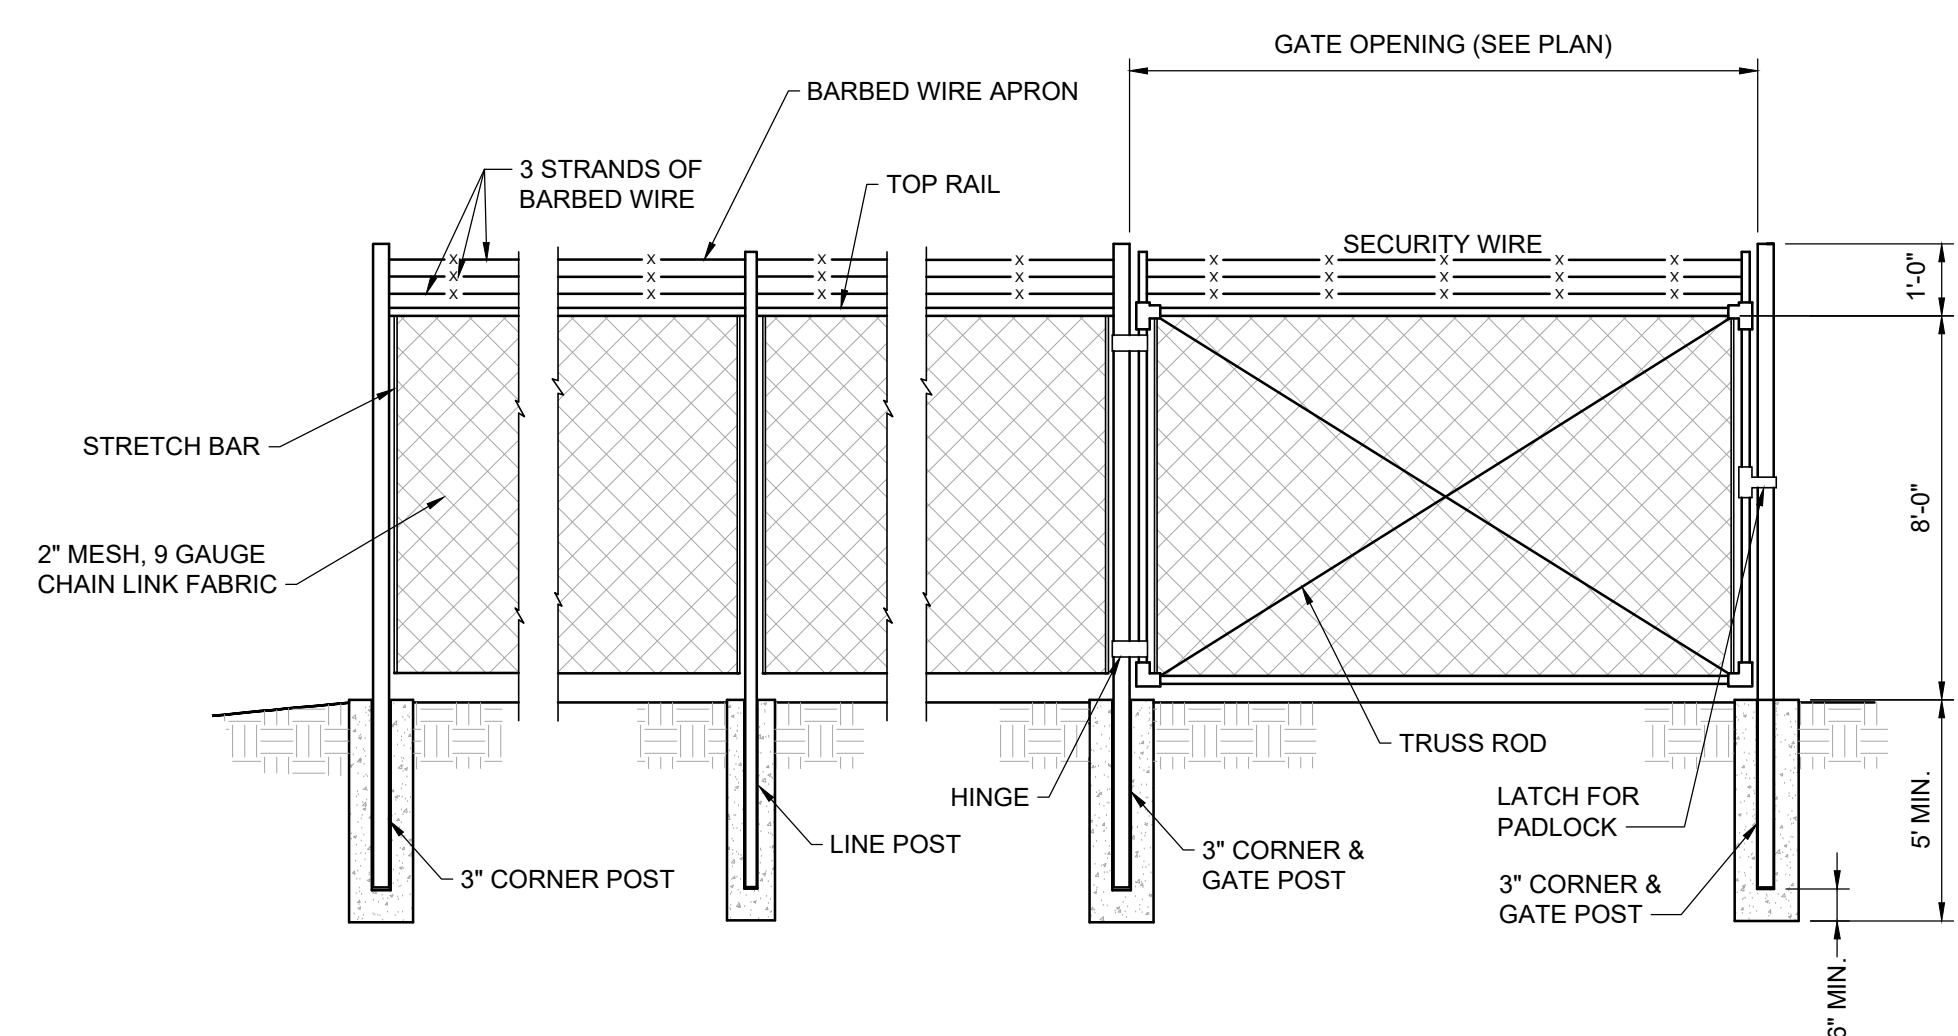 GATE OPENING (SEE PLAN)
BARBED WIRE APRON
3 STRANDS OF
BARBED WIRE
TOP RAIL
SECURITY WIRE
x x x x x x x x x
x x x x x x x x x
x x x x x x x x x
1'-0"
STRETCH BAR
8'-0"
2" MESH, 9 GAUGE
CHAIN LINK FABRIC
TRUSS ROD
HINGE
LATCH FOR
PADLOCK
5' MIN.
LINE POST
3" CORNER &
GATE POST
3" CORNER POST
3" CORNER &
GATE POST
6" MIN.